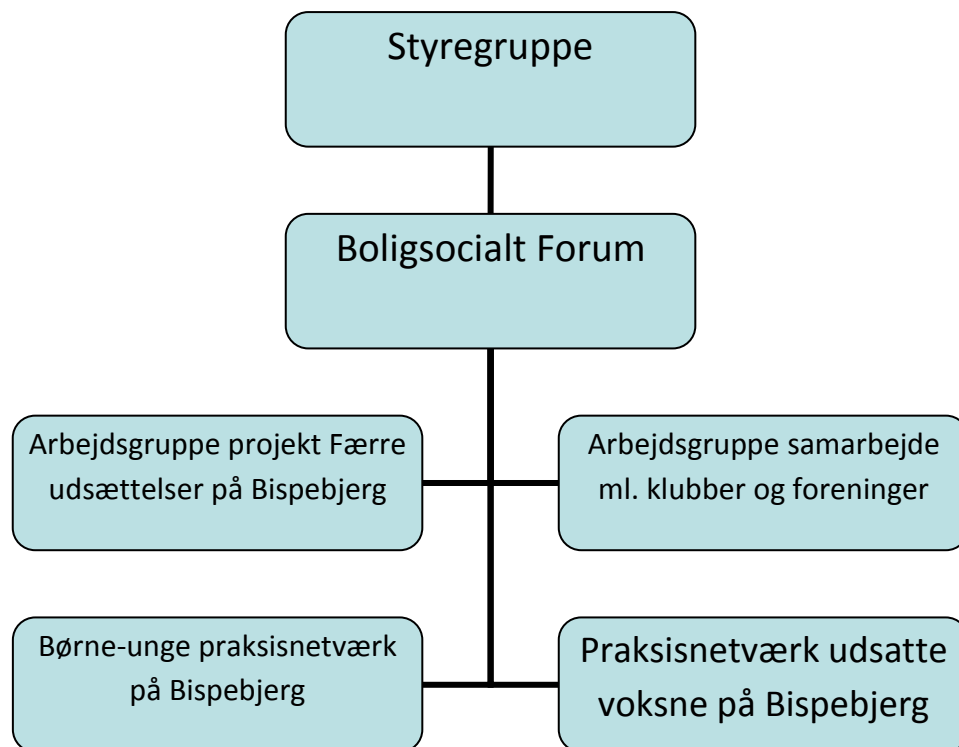 Styregruppe
Boligsocialt Forum
Arbejdsgruppe projekt Færre
udsættelser på Bispebjerg
Arbejdsgruppe samarbejde
ml. klubber og foreninger
Børne-unge praksisnetværk
på Bispebjerg
Praksisnetværk udsatte
voksne på Bispebjerg